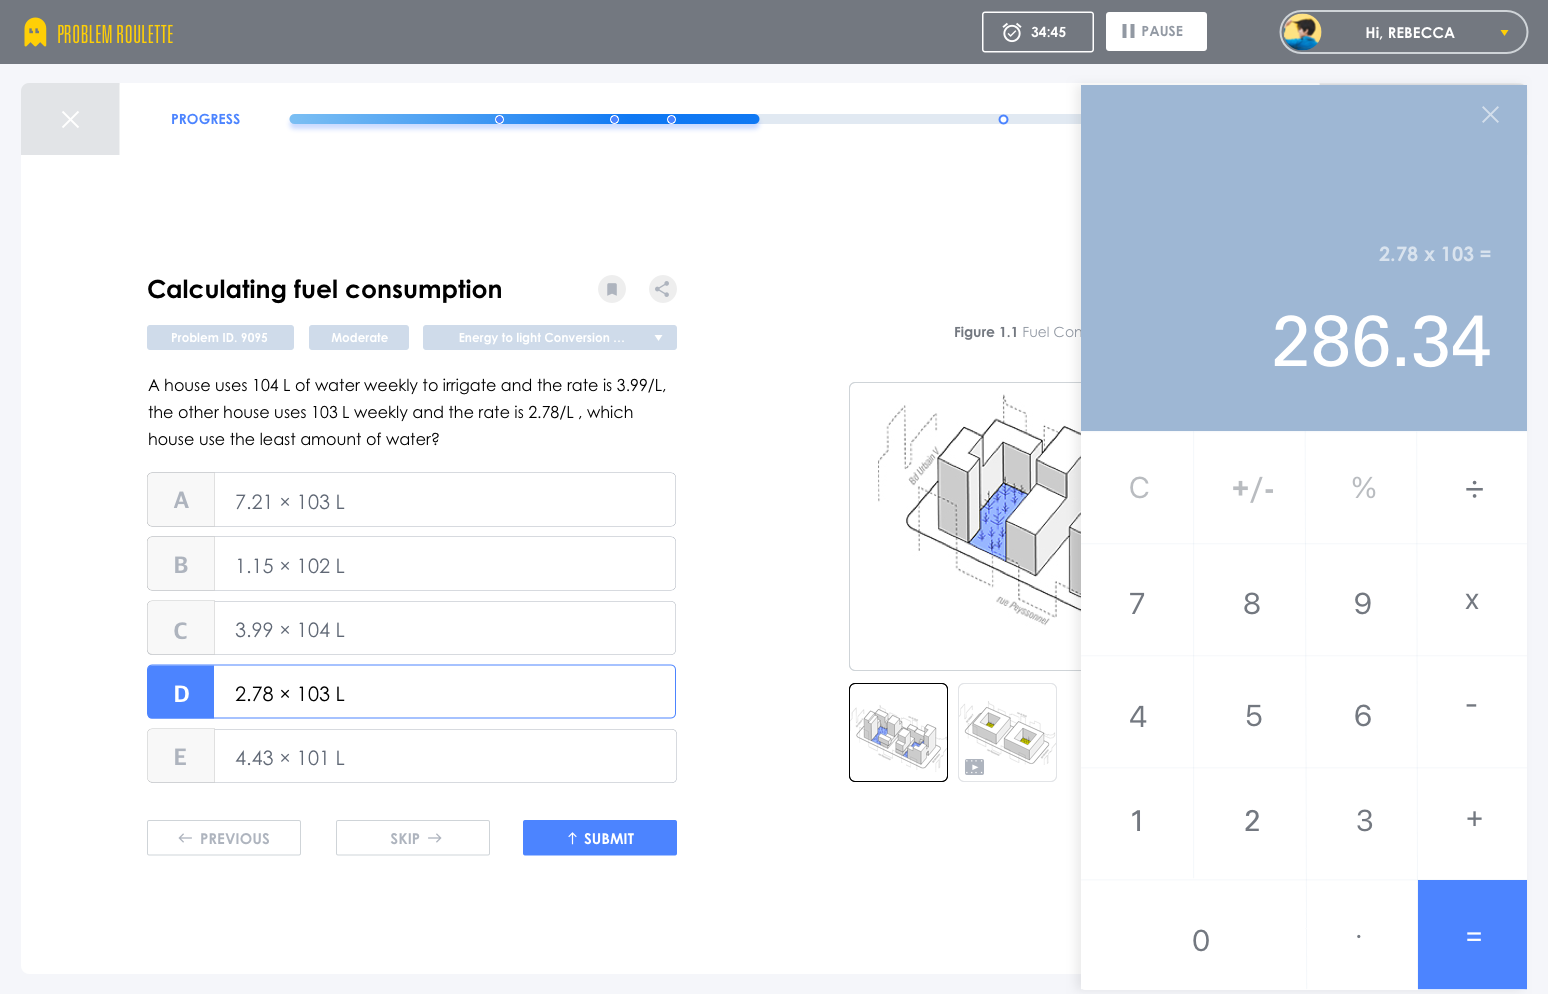 PROBLEM ROULETTE
34:45
PAUSE
Hi, REBECCA
PROGRESS
Calculating fuel consumption
Problem ID. 9095
Moderate
Energy to light Conversion ...
A house uses 104 L of water weekly to irrigate and the rate is 3.99/L,
the other house uses 103 L weekly and the rate is 2.78/L , which
house use the least amount of water?
A
7.21 × 103 L
B
1.15 × 102 L
C
3.99 × 104 L
D
2.78 × 103 L
E
4.43 × 101 L
← PREVIOUS
SKIP →
↑ SUBMIT
Figure 1.1 Fuel Con
Bd Urbain V
rue Peyssonnel
2.78 x 103 =
286.34
C +/- % ÷
7 8 9 x
4 5 6 -
1 2 3 +
0 . =